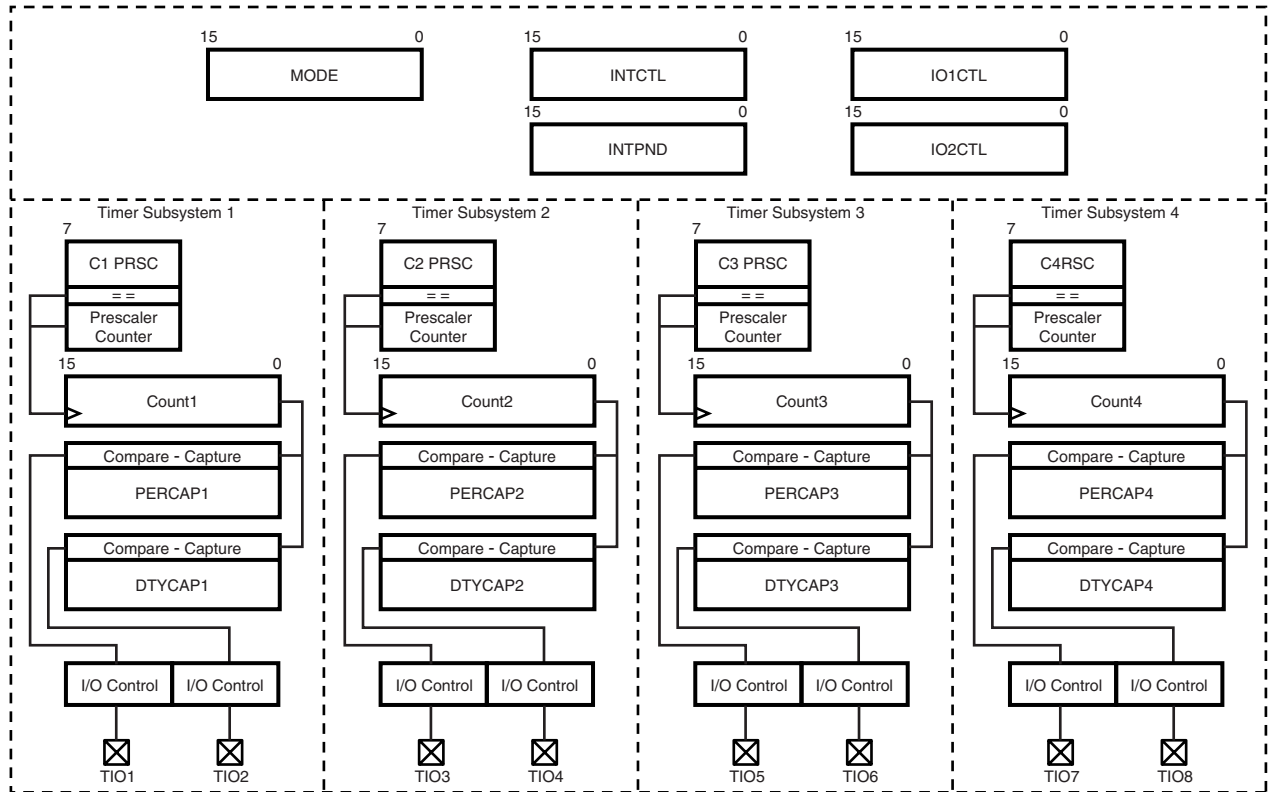 15 0 15 0 15 0
MODE INTCTL IO1CTL
15 0 15 0
INTPND IO2CTL
Timer Subsystem 1 Timer Subsystem 2 Timer Subsystem 3 Timer Subsystem 4
7 7 7 7
C1 PRSC C2 PRSC C3 PRSC C4RSC
= = = = = = = =
Prescaler Prescaler Prescaler Prescaler
Counter Counter Counter Counter
15 0 15 0 15 0 15 0
Count1 Count2 Count3 Count4
Compare - Capture Compare - Capture Compare - Capture Compare - Capture
PERCAP1 PERCAP2 PERCAP3 PERCAP4
Compare - Capture Compare - Capture Compare - Capture Compare - Capture
DTYCAP1 DTYCAP2 DTYCAP3 DTYCAP4
I/O Control I/O Control I/O Control I/O Control I/O Control I/O Control I/O Control I/O Control
TIO1 TIO2 TIO3 TIO4 TIO5 TIO6 TIO7 TIO8